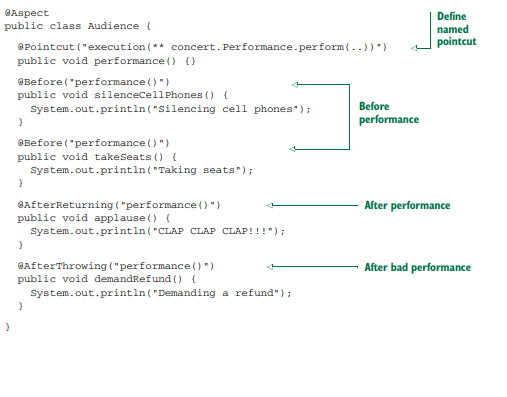 @Aspect
public class Audience {
@Pointcut("execution(** concert.Performance.perform(..))")
public void performance() {}
@Before("performance()")
public void silenceCellPhones() {
System.out.println("Silencing cell phones");
}
@Before("performance()")
public void takeSeats() {
System.out.println("Taking seats");
}
@AfterReturning("performance()")
public void applause() {
System.out.println("CLAP CLAP CLAP!!!");
}
@AfterThrowing("performance()")
public void demandRefund() {
System.out.println("Demanding a refund");
}
}
Define
named
pointcut
Before
performance
After performance
After bad performance